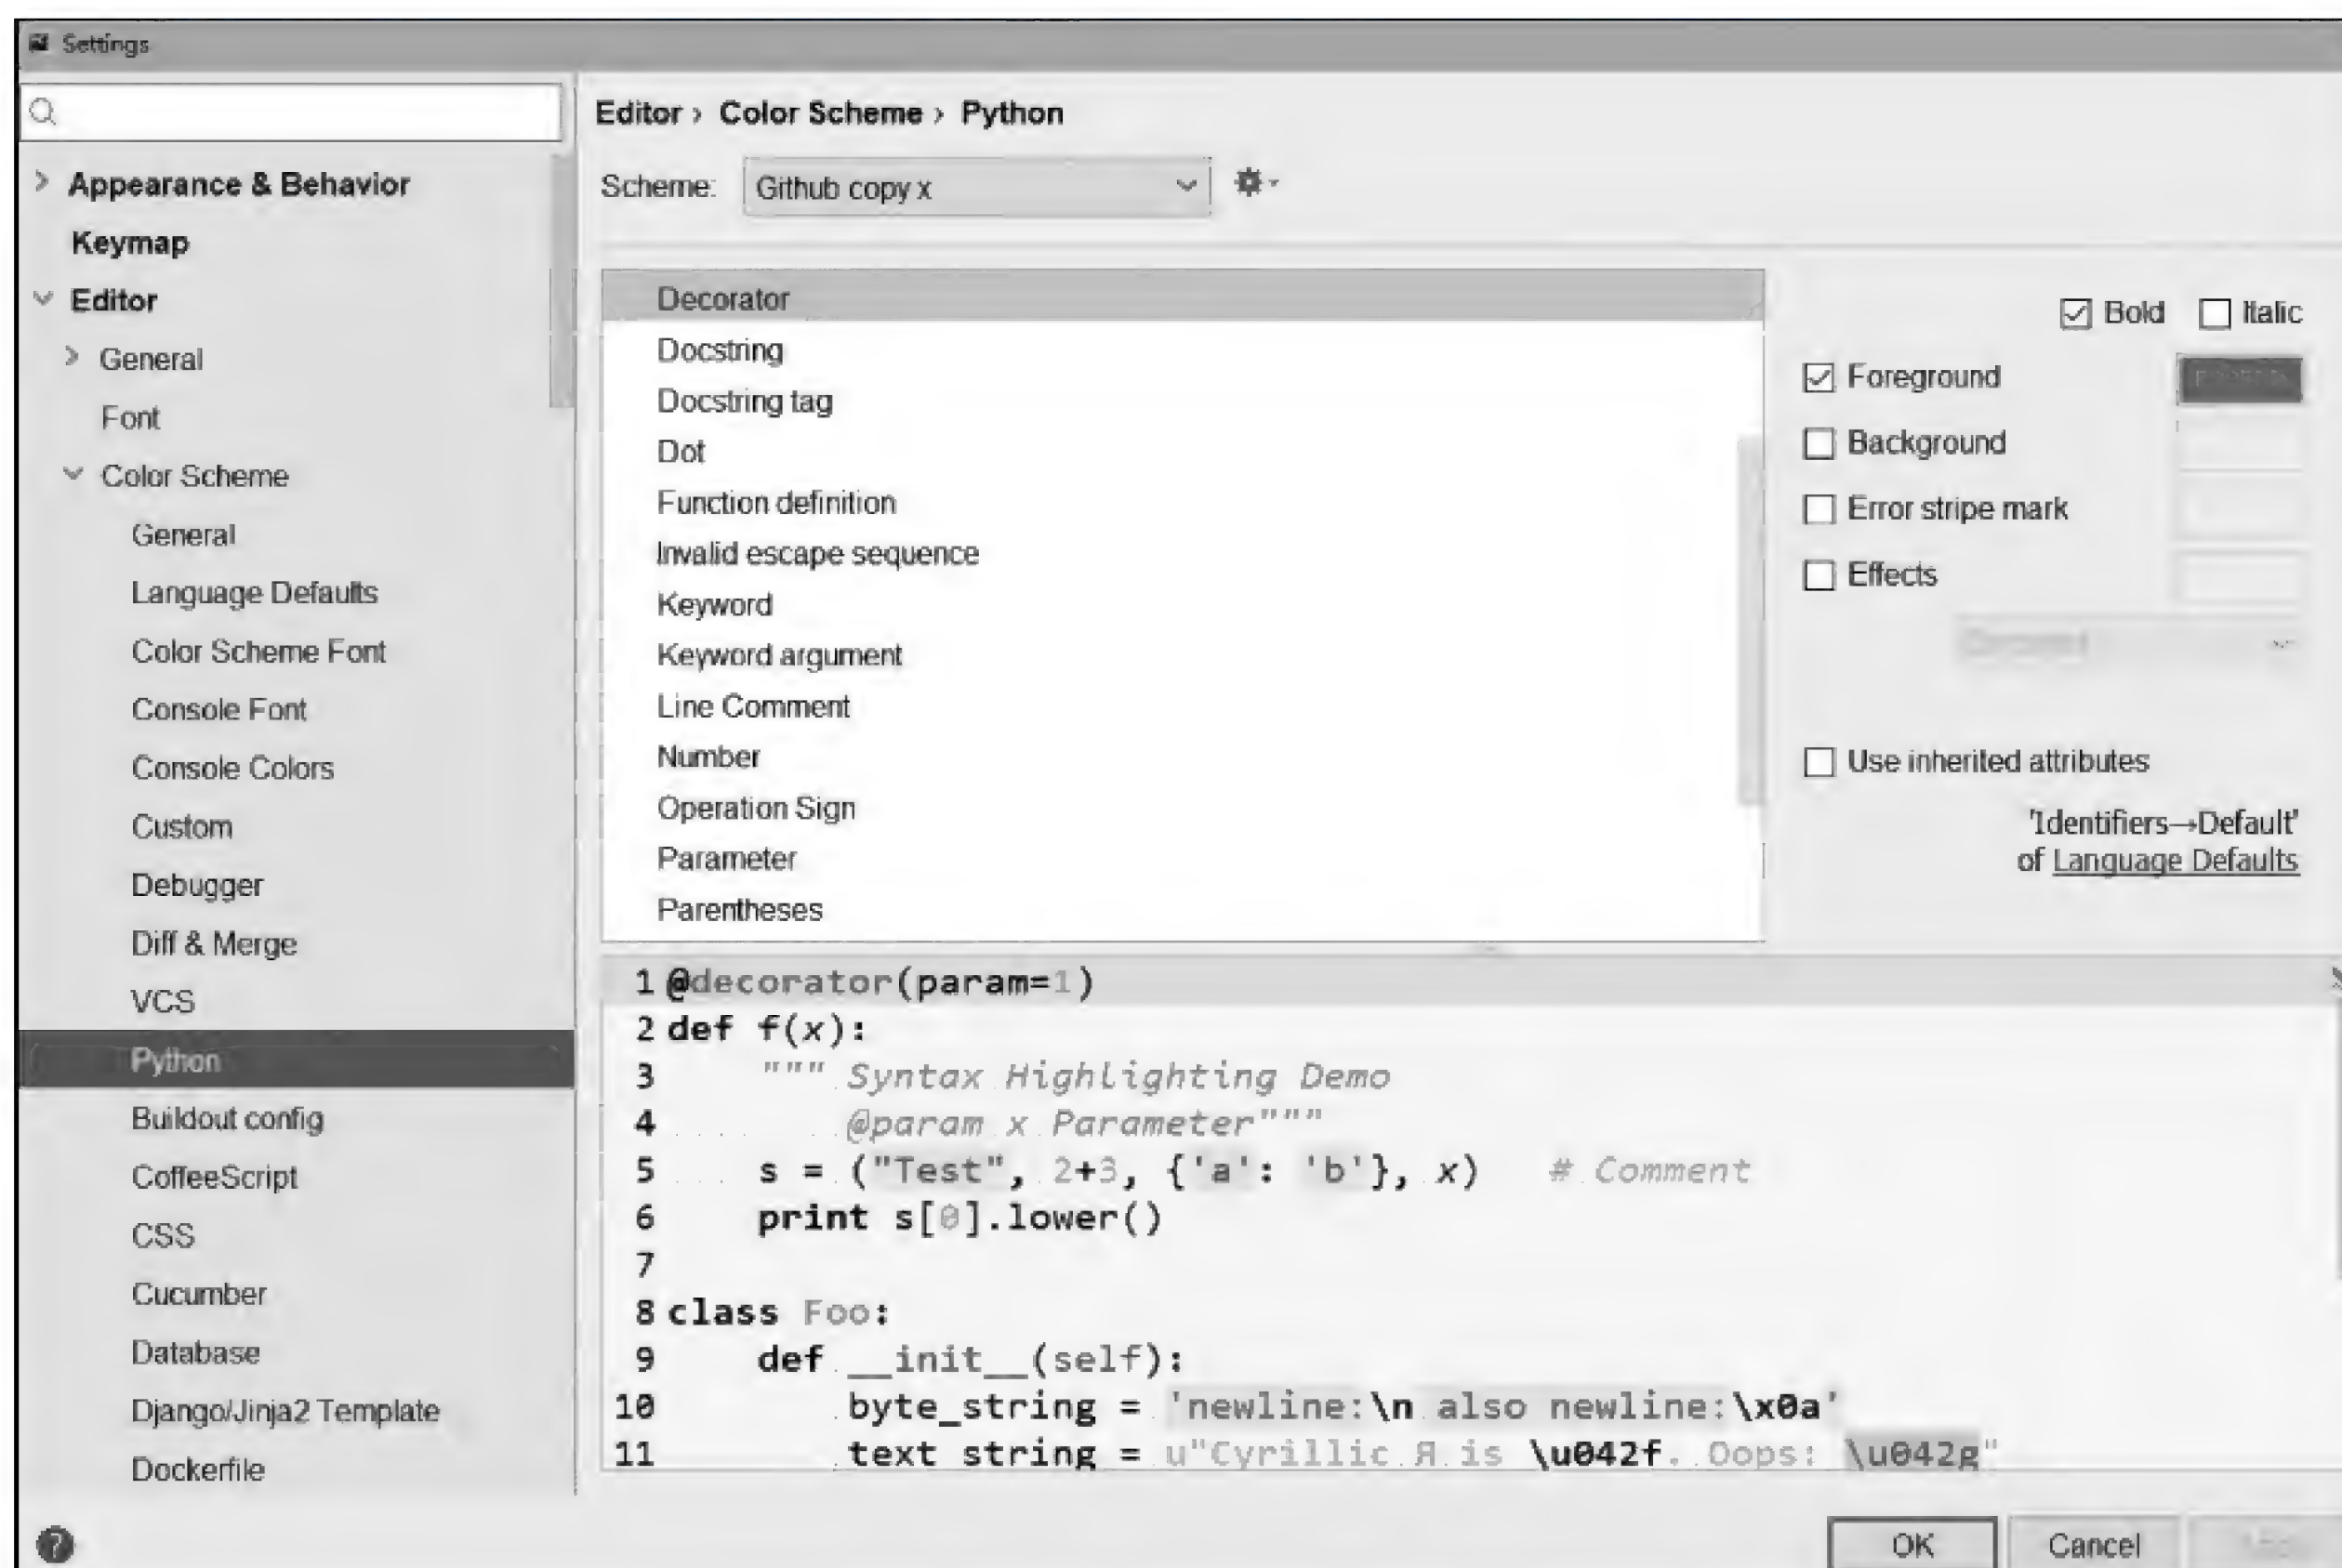 Settings
Appearance & Behavior
Keymap
Editor
General
Font
Color Scheme
General
Language Defaults
Color Scheme Font
Console Font
Console Colors
Custom
Debugger
Diff & Merge
VCS
Python
Buildout config
CoffeeScript
CSS
Cucumber
Database
Django/Jinja2 Template
Dockerfile
?
Editor › Color Scheme › Python
Scheme: Github copy x
Decorator
Docstring
Docstring tag
Dot
Function definition
Invalid escape sequence
Keyword
Keyword argument
Line Comment
Number
Operation Sign
Parameter
Parentheses
Bold Italic
Foreground
Background
Error stripe mark
Effects
Use inherited attributes
'Identifiers→Default'
of Language Defaults
1 @decorator(param=1)
2 def f(x):
3 """ Syntax Highlighting Demo
4 @param x Parameter"""
5 s = ("Test", 2+3, {'a': 'b'}, x) # Comment
6 print s[0].lower()
7
8 class Foo:
9 def __init__(self):
10 byte_string = 'newline:\n also newline:\x0a'
11 text_string = u"Cyrillic Я is \u042f. Oops: \u042g"
OK Cancel